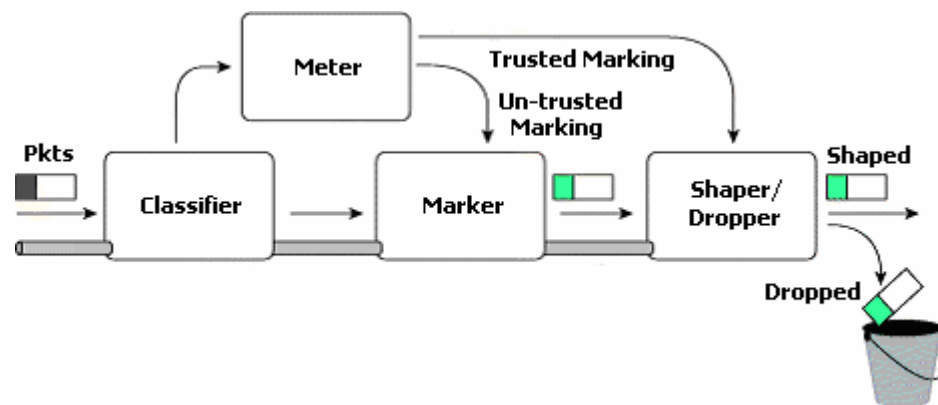 Meter
Trusted Marking
Un-trusted
Marking
Pkts
Classifier
Marker
Shaper/
Dropper
Shaped
Dropped